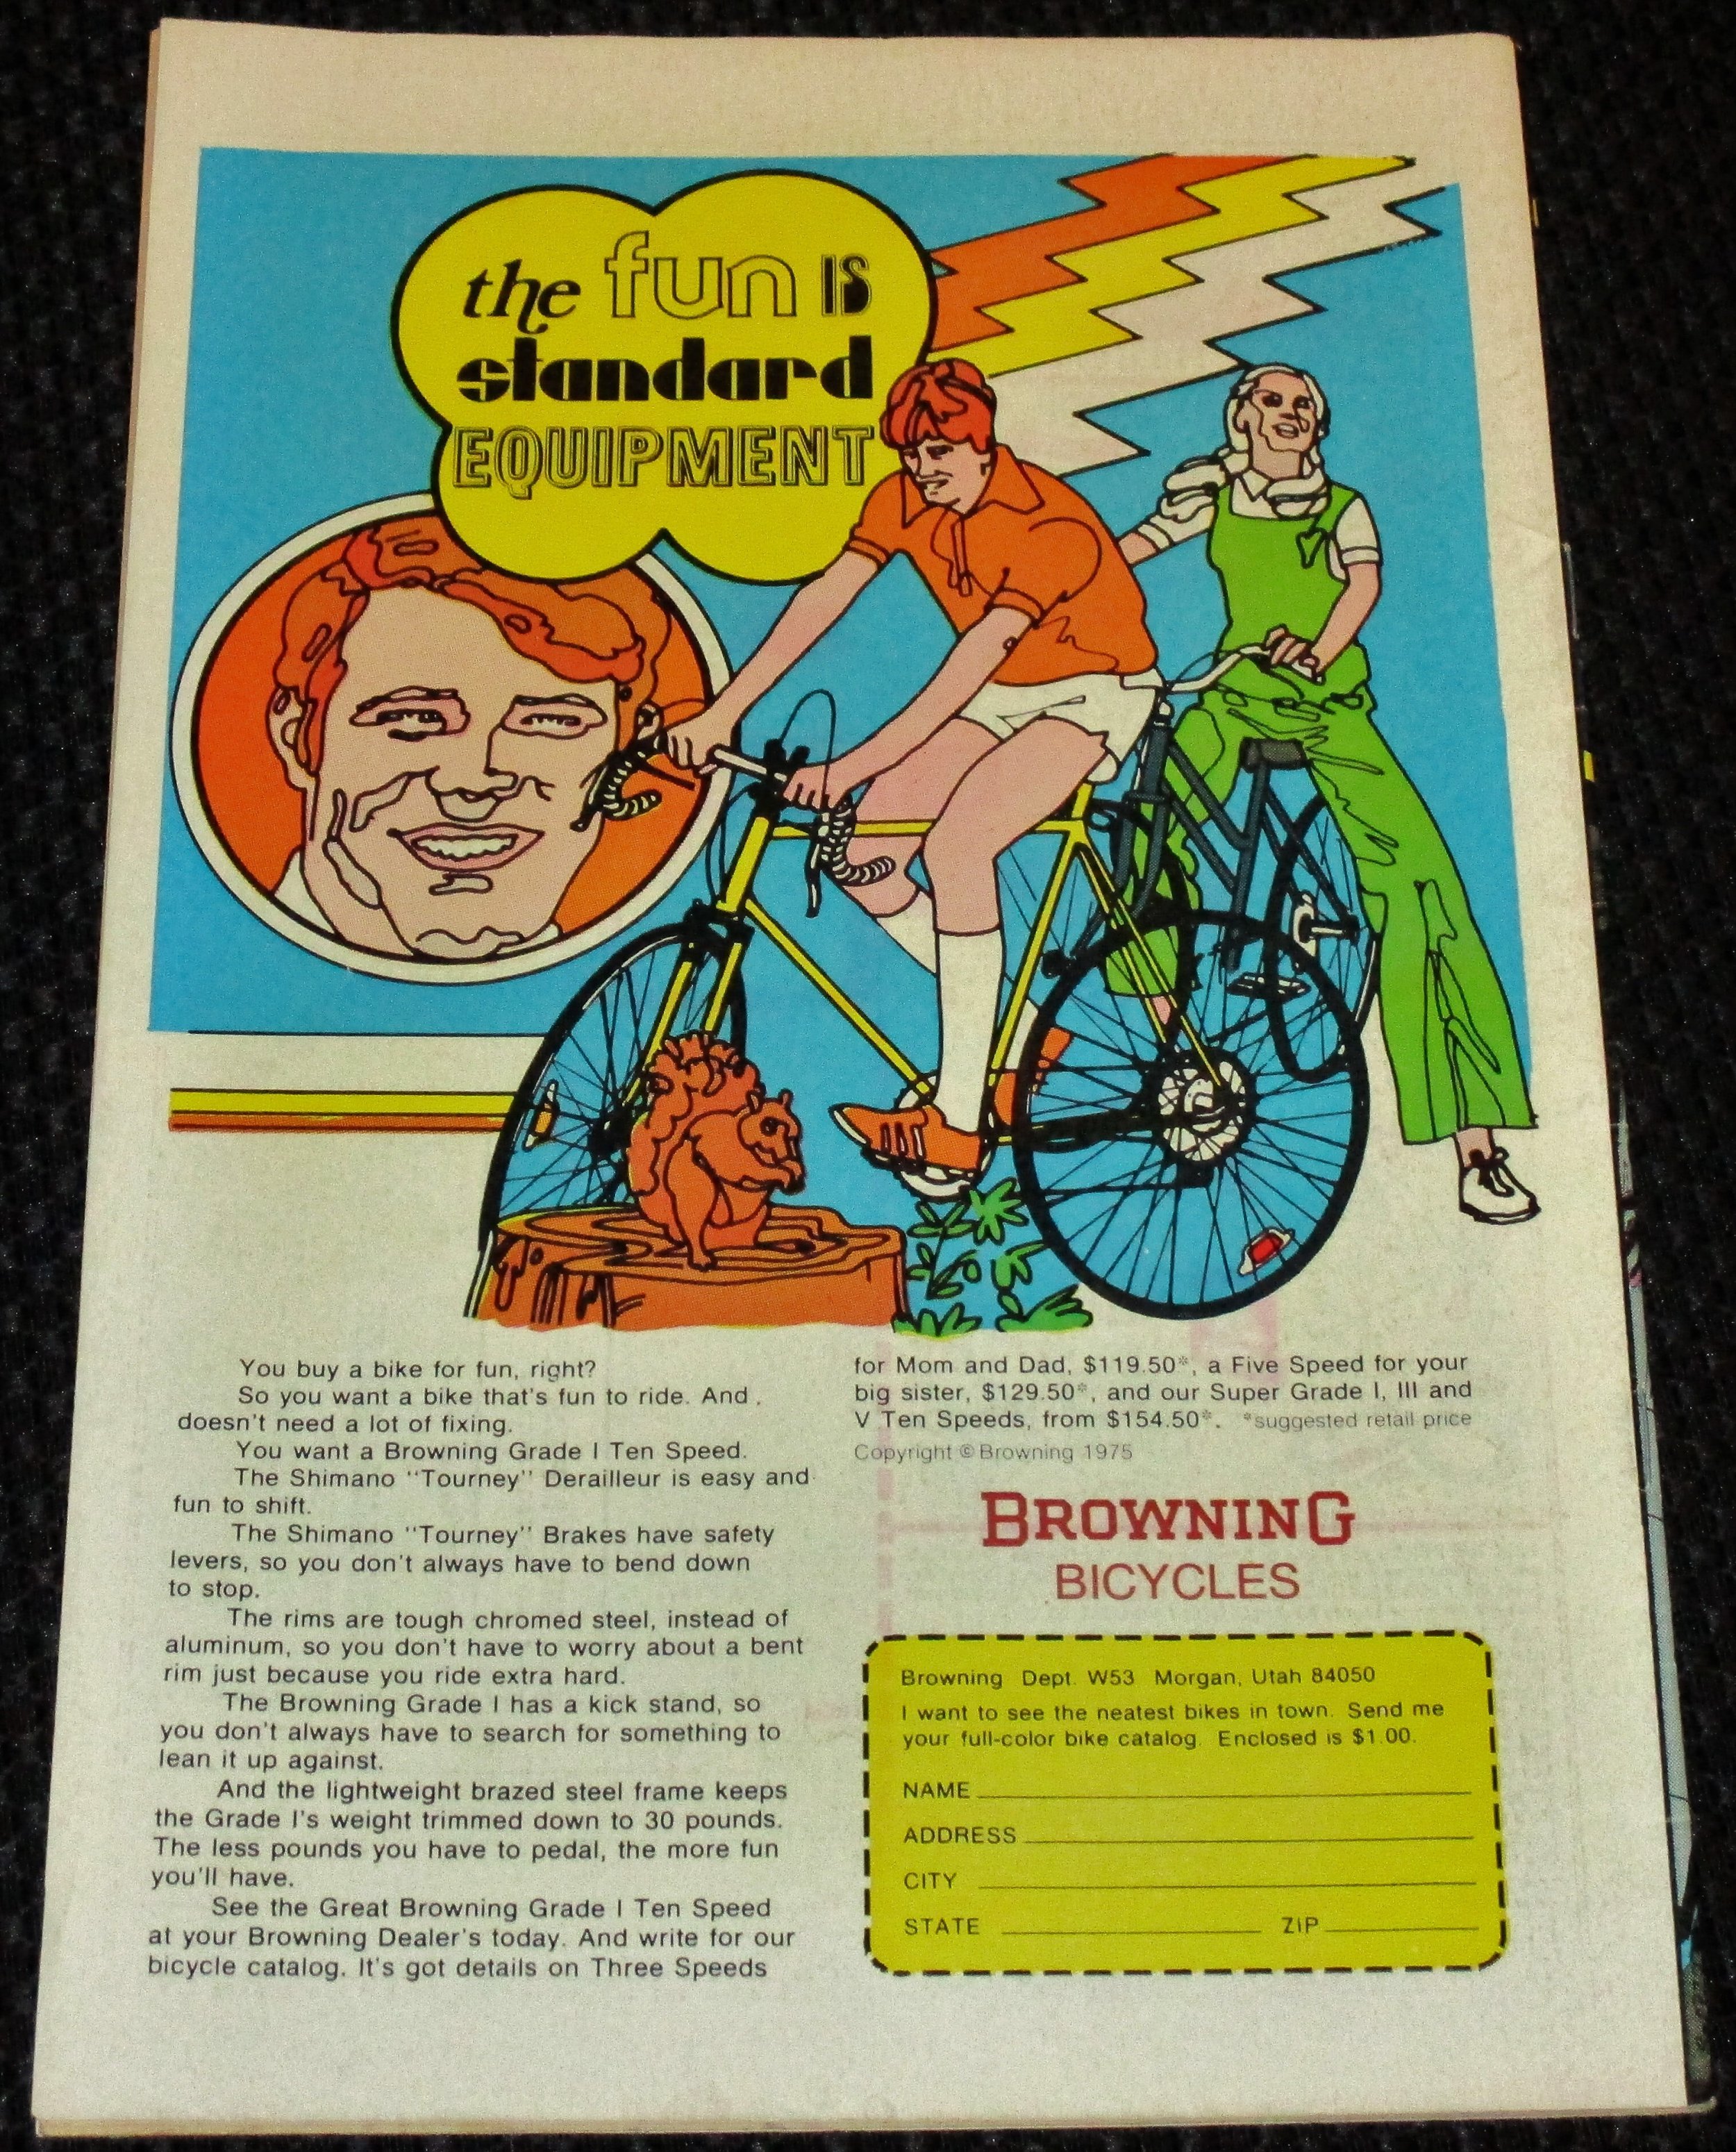 the fun IS
standard
EQUIPMENT
You buy a bike for fun, right?
So you want a bike that's fun to ride. And
doesn't need a lot of fixing.
You want a Browning Grade I Ten Speed.
The Shimano "Tourney" Derailleur is easy and
fun to shift.
The Shimano "Tourney" Brakes have safety
levers, so you don't always have to bend down
to stop.
The rims are tough chromed steel, instead of
aluminum, so you don't have to worry about a bent
rim just because you ride extra hard.
The Browning Grade I has a kick stand, so
you don't always have to search for something to
lean it up against.
And the lightweight brazed steel frame keeps
the Grade I's weight trimmed down to 30 pounds.
The less pounds you have to pedal, the more fun
you'll have.
See the Great Browning Grade I Ten Speed
at your Browning Dealer's today. And write for our
bicycle catalog. It's got details on Three Speeds
for Mom and Dad, $119.50*, a Five Speed for your
big sister, $129.50*, and our Super Grade I, III and
V Ten Speeds, from $154.50*. *suggested retail price
Copyright © Browning 1975
BROWNING
BICYCLES
Browning Dept. W53 Morgan, Utah 84050
I want to see the neatest bikes in town. Send me
your full-color bike catalog. Enclosed is $1.00.
NAME
ADDRESS
CITY
STATE ZIP